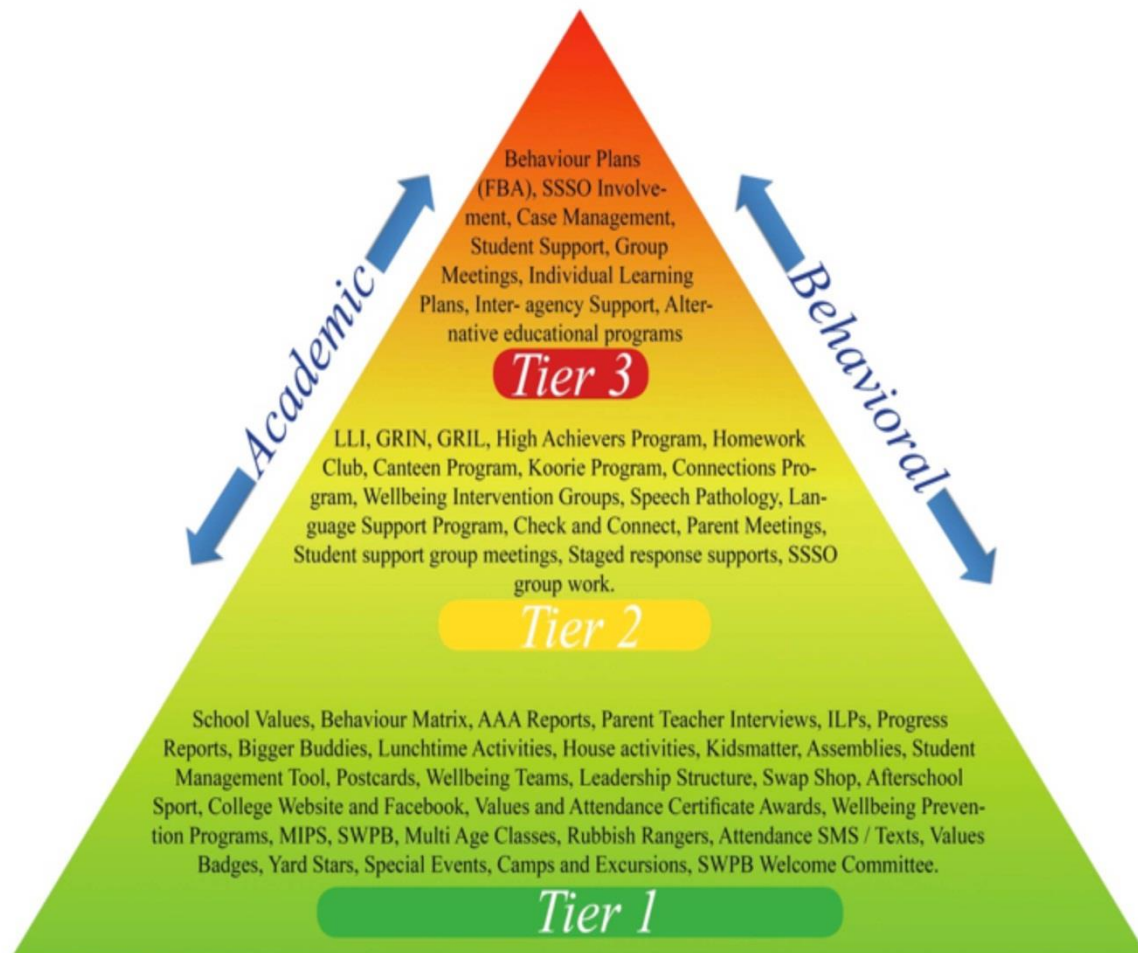 Behaviour Plans
(FBA), SSSO Involve-
ment, Case Management,
Student Support, Group
Meetings, Individual Learning
Plans, Inter- agency Support, Alter-
native educational programs
Tier 3
Academic
Behavioral
LLI, GRIN, GRIL, High Achievers Program, Homework
Club, Canteen Program, Koorie Program, Connections Pro-
gram, Wellbeing Intervention Groups, Speech Pathology, Lan-
guage Support Program, Check and Connect, Parent Meetings,
Student support group meetings, Staged response supports, SSSO
group work.
Tier 2
School Values, Behaviour Matrix, AAA Reports, Parent Teacher Interviews, ILPs, Progress
Reports, Bigger Buddies, Lunchtime Activities, House activities, Kidsmatter, Assemblies, Student
Management Tool, Postcards, Wellbeing Teams, Leadership Structure, Swap Shop, Afterschool
Sport, College Website and Facebook, Values and Attendance Certificate Awards, Wellbeing Preven-
tion Programs, MIPS, SWPB, Multi Age Classes, Rubbish Rangers, Attendance SMS / Texts, Values
Badges, Yard Stars, Special Events, Camps and Excursions, SWPB Welcome Committee.
Tier 1